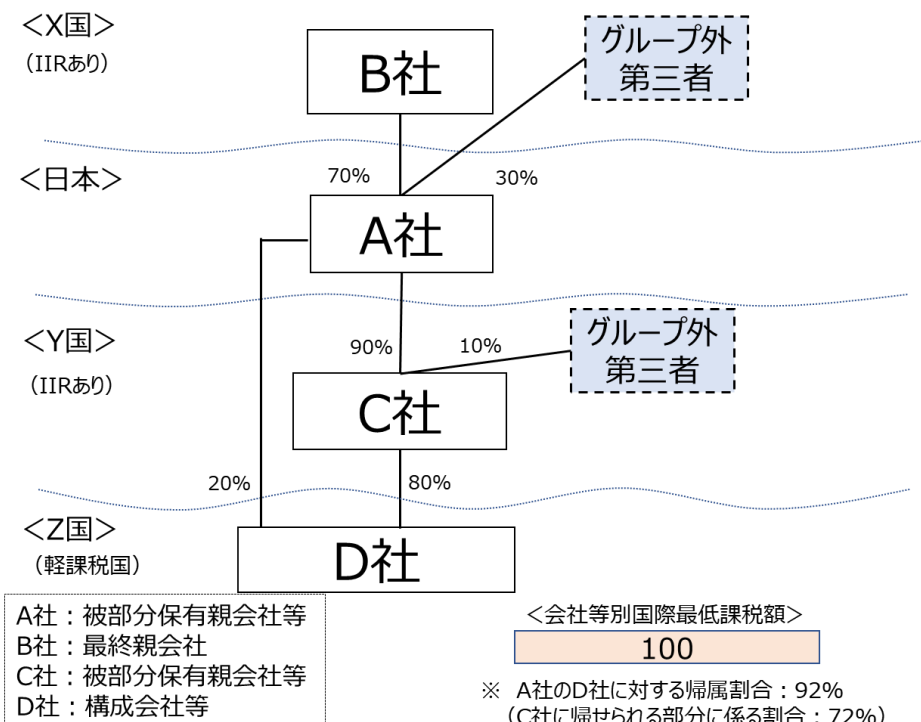 ＜X国＞
（IIRあり）
B社
グループ外
第三者
＜日本＞
70%
30%
A社
＜Y国＞
（IIRあり）
90%
10%
グループ外
第三者
C社
20%
80%
＜Z国＞
（軽課税国）
D社
A社：被部分保有親会社等
B社：最終親会社
C社：被部分保有親会社等
D社：構成会社等
＜会社等別国際最低課税額＞
100
※ A社のD社に対する帰属割合：92%
（C社に帰せられる部分に係る割合：72%）